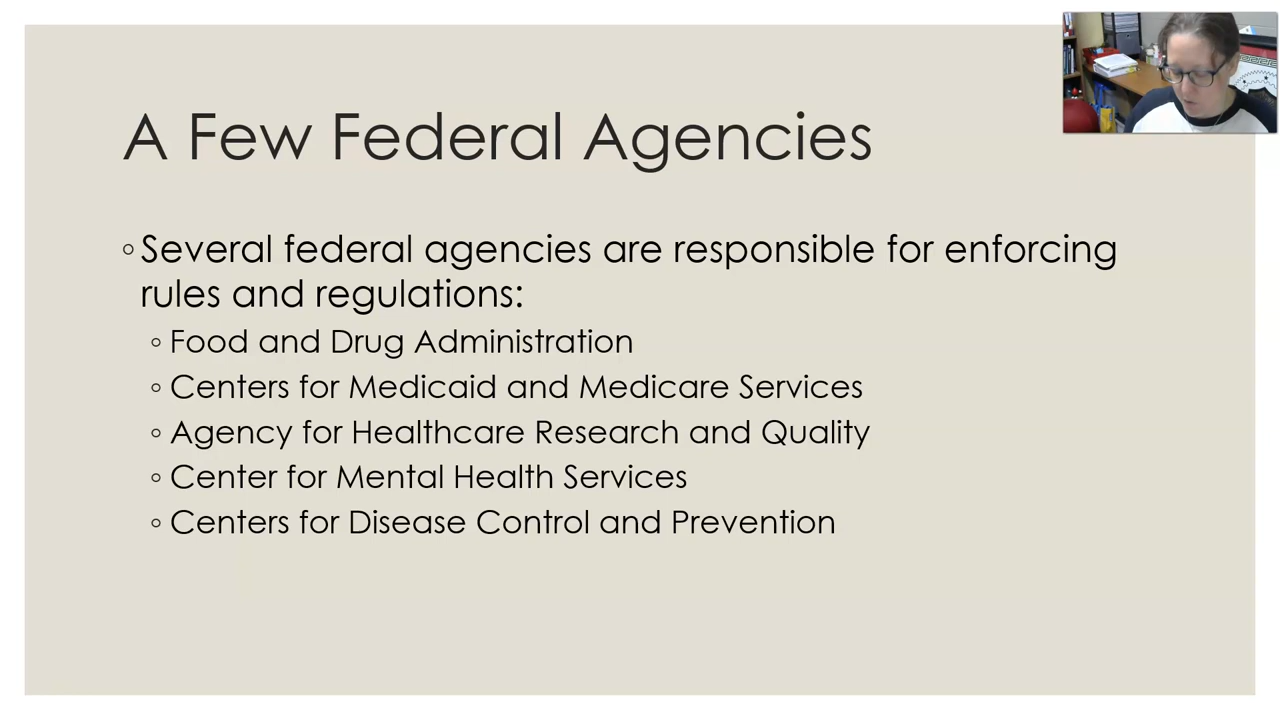 A Few Federal Agencies
◦Several federal agencies are responsible for enforcing
rules and regulations:
◦ Food and Drug Administration
◦ Centers for Medicaid and Medicare Services
◦ Agency for Healthcare Research and Quality
◦ Center for Mental Health Services
◦ Centers for Disease Control and Prevention